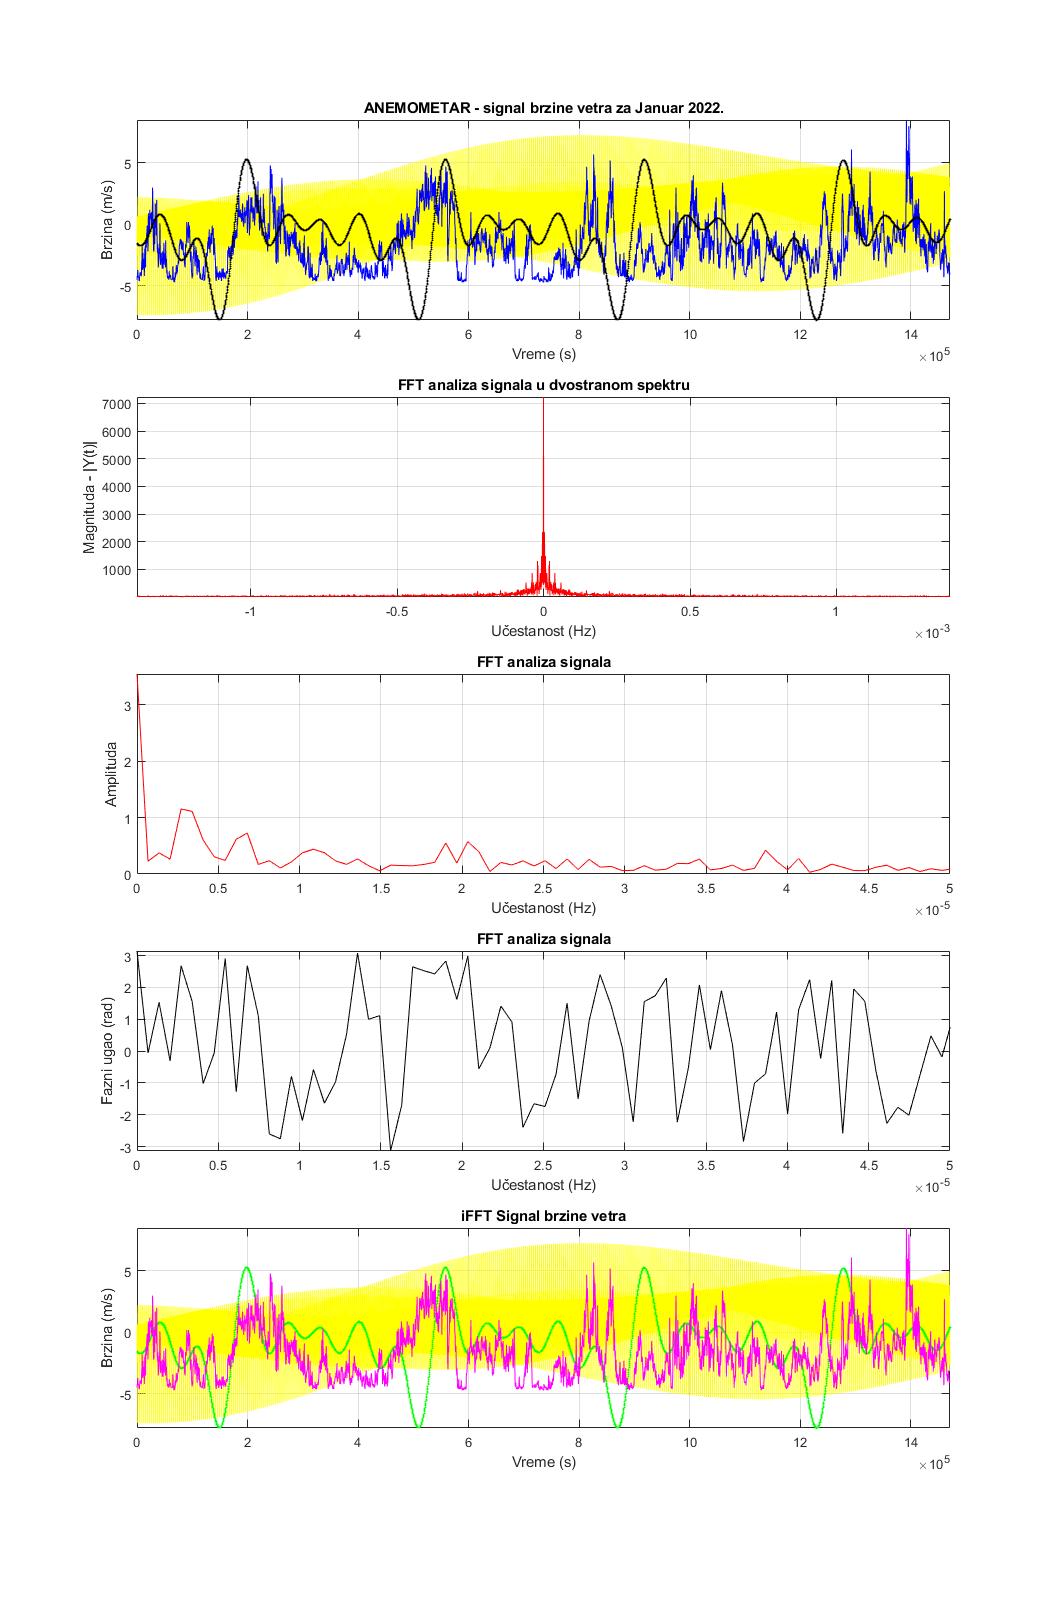 ANEMOMETAR - signal brzine vetra za Januar 2022.
Brzina (m/s)
5
0
-5
0 2 4 6 8 10 12 14
Vreme (s)
×10^5
FFT analiza signala u dvostranom spektru
Magnituda - |Y(t)|
7000
6000
5000
4000
3000
2000
1000
-1 -0.5 0 0.5 1
Učestanost (Hz)
×10^-3
FFT analiza signala
Amplituda
3
2
1
0
0 0.5 1 1.5 2 2.5 3 3.5 4 4.5 5
Učestanost (Hz)
×10^-5
FFT analiza signala
Fazni ugao (rad)
3
2
1
0
-1
-2
-3
0 0.5 1 1.5 2 2.5 3 3.5 4 4.5 5
Učestanost (Hz)
×10^-5
iFFT Signal brzine vetra
Brzina (m/s)
5
0
-5
0 2 4 6 8 10 12 14
Vreme (s)
×10^5